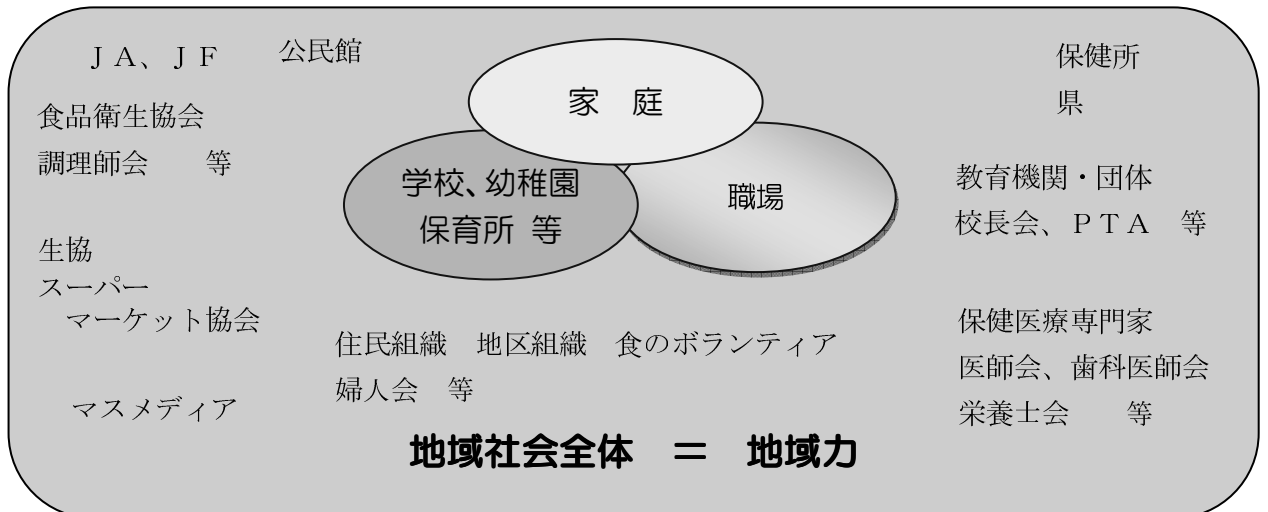 ＪＡ、ＪＦ
公民館
食品衛生協会
調理師会　　等
生協
スーパー
マーケット協会
マスメディア
家　庭
学校、幼稚園
保育所 等
職場
住民組織　地区組織　食のボランティア
婦人会　等
保健所
県
教育機関・団体
校長会、ＰＴＡ　等
保健医療専門家
医師会、歯科医師会
栄養士会　　等
地域社会全体　＝　地域力